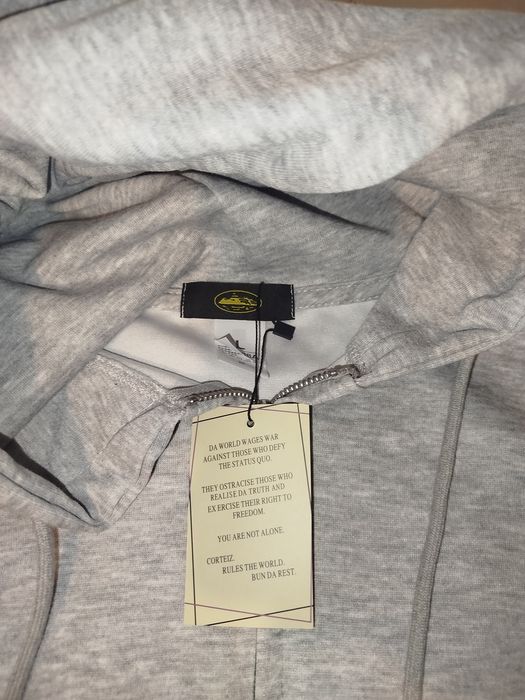 DA WORLD WAGES WAR
AGAINST THOSE WHO DEFY
THE STATUS QUO.
THEY OSTRACISE THOSE WHO
REALISE DA TRUTH AND
EX ERCISE THEIR RIGHT TO
FREEDOM.
YOU ARE NOT ALONE.
CORTEIZ.
RULES THE WORLD.
BUN DA REST.